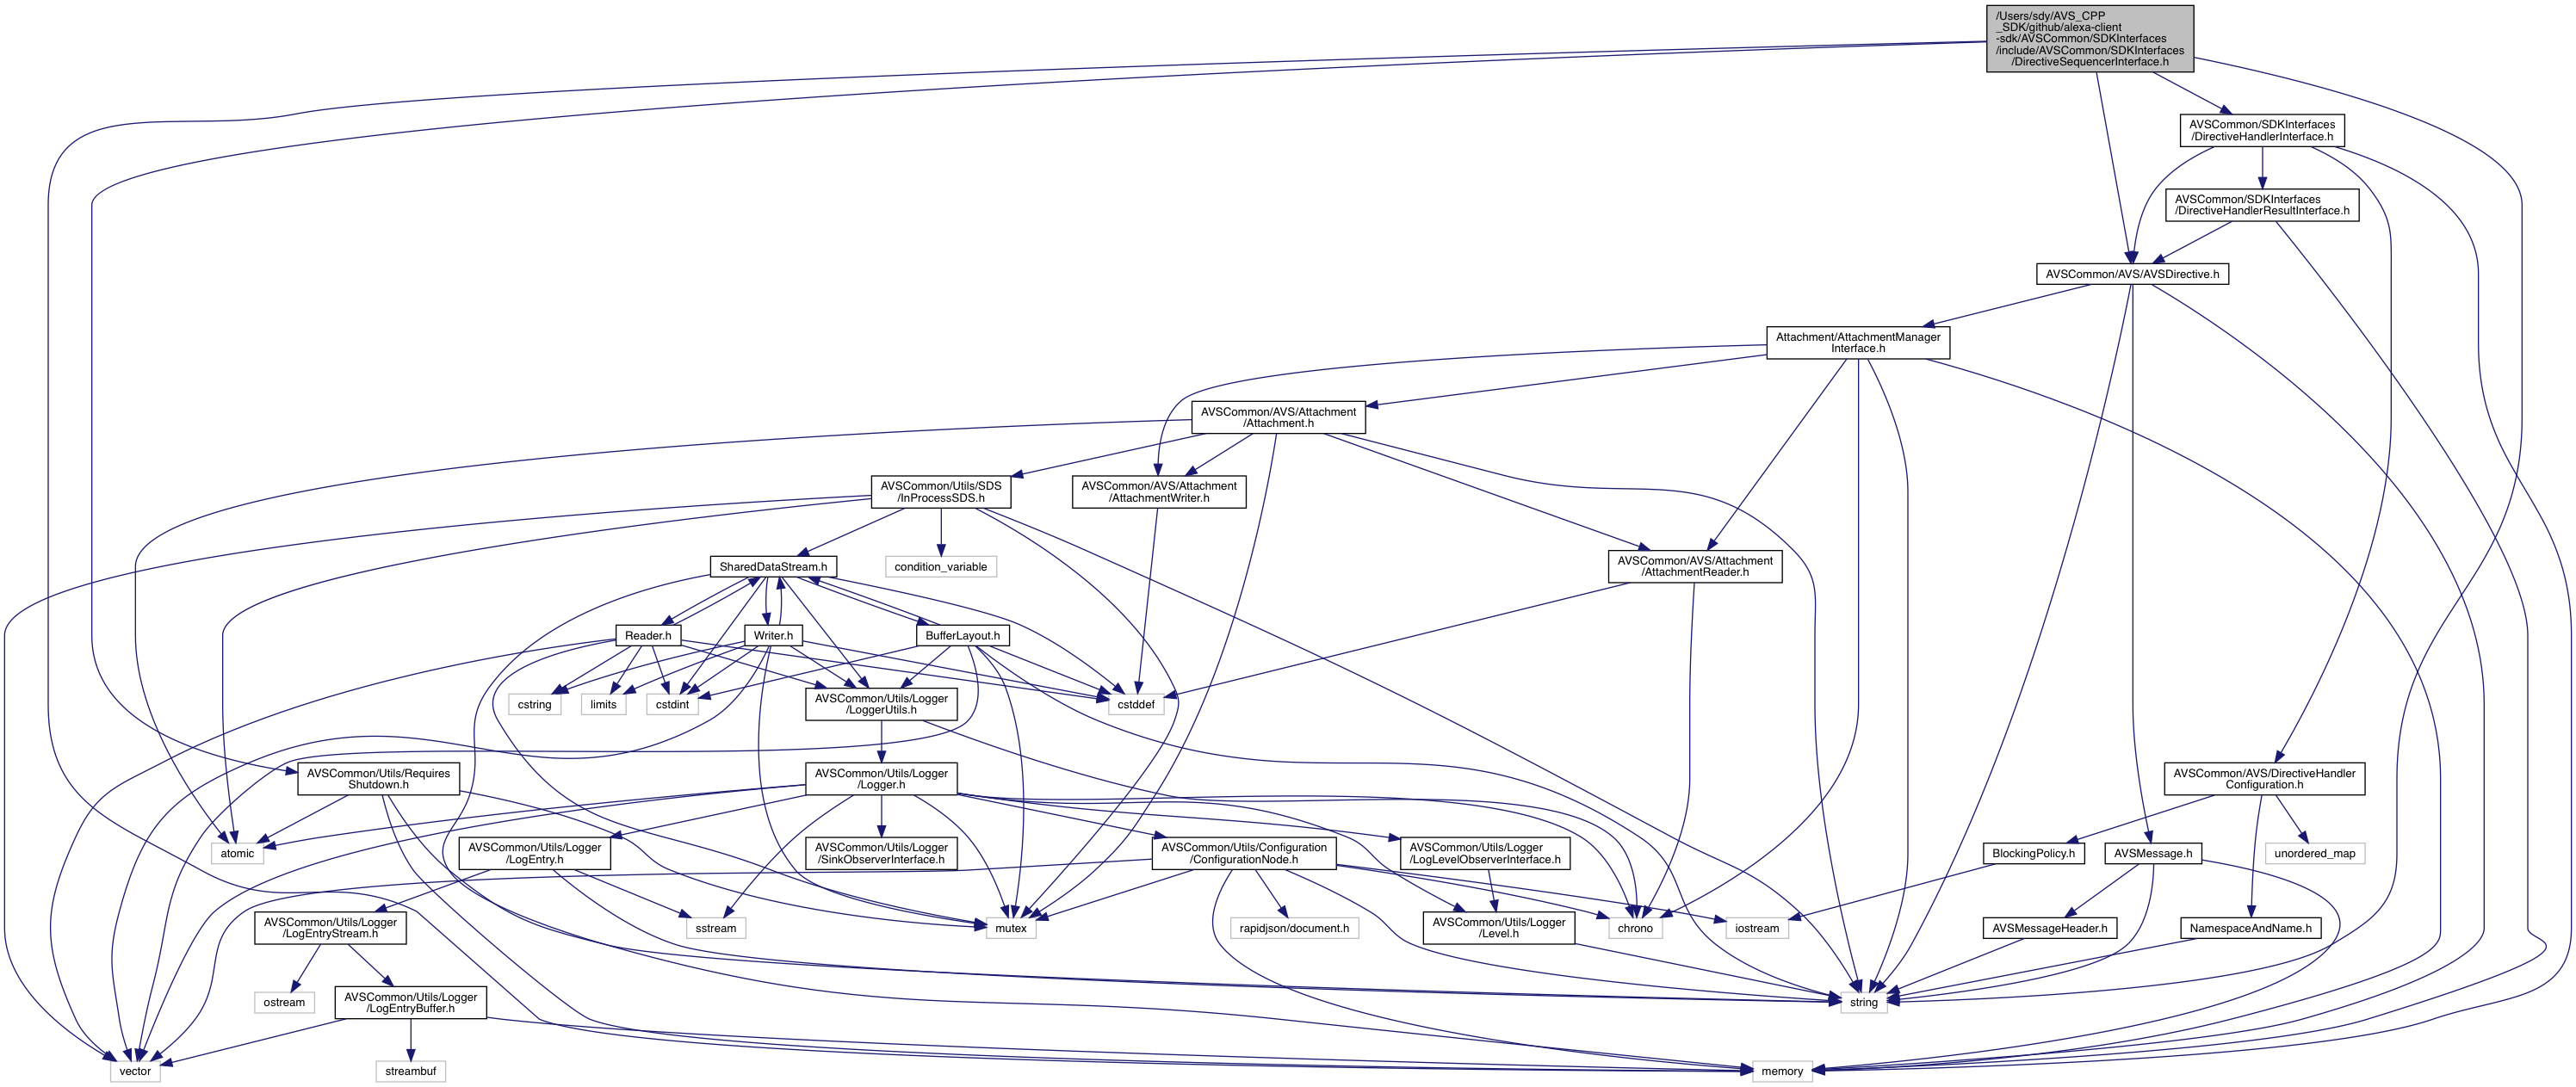 /Users/sdy/AVS_CPP
_SDK/github/alexa-client
-sdk/AVSCommon/SDKInterfaces
/include/AVSCommon/SDKInterfaces
/DirectiveSequencerInterface.h
AVSCommon/SDKInterfaces
/DirectiveHandlerInterface.h
AVSCommon/SDKInterfaces
/DirectiveHandlerResultInterface.h
AVSCommon/AVS/AVSDirective.h
Attachment/AttachmentManager
Interface.h
AVSCommon/AVS/Attachment
/Attachment.h
AVSCommon/Utils/SDS
/InProcessSDS.h
AVSCommon/AVS/Attachment
/AttachmentWriter.h
SharedDataStream.h
condition_variable
AVSCommon/AVS/Attachment
/AttachmentReader.h
Reader.h
Writer.h
BufferLayout.h
cstring
limits
cstdint
AVSCommon/Utils/Logger
/LoggerUtils.h
cstddef
AVSCommon/Utils/Requires
Shutdown.h
AVSCommon/Utils/Logger
/Logger.h
AVSCommon/AVS/DirectiveHandler
Configuration.h
atomic
AVSCommon/Utils/Logger
/LogEntry.h
AVSCommon/Utils/Logger
/SinkObserverInterface.h
AVSCommon/Utils/Configuration
/ConfigurationNode.h
AVSCommon/Utils/Logger
/LogLevelObserverInterface.h
BlockingPolicy.h
AVSMessage.h
unordered_map
AVSCommon/Utils/Logger
/LogEntryStream.h
sstream
mutex
rapidjson/document.h
AVSCommon/Utils/Logger
/Level.h
chrono
iostream
AVSMessageHeader.h
NamespaceAndName.h
ostream
AVSCommon/Utils/Logger
/LogEntryBuffer.h
string
vector
streambuf
memory